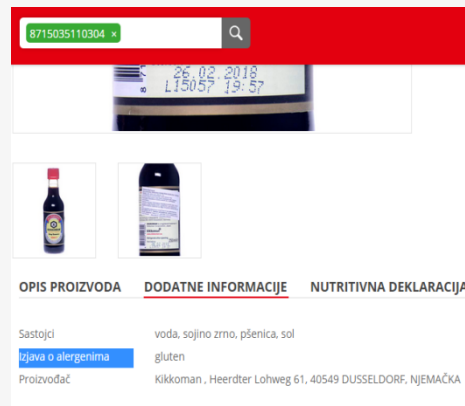 8715035110304 ×
26.02.2018
L15057 19:57
OPIS PROIZVODA DODATNE INFORMACIJE NUTRITIVNA DEKLARACIJA
Sastojci voda, sojino zrno, pšenica, sol
Izjava o alergenima gluten
Proizvođač Kikkoman , Heerdter Lohweg 61, 40549 DUSSELDORF, NJEMAČKA